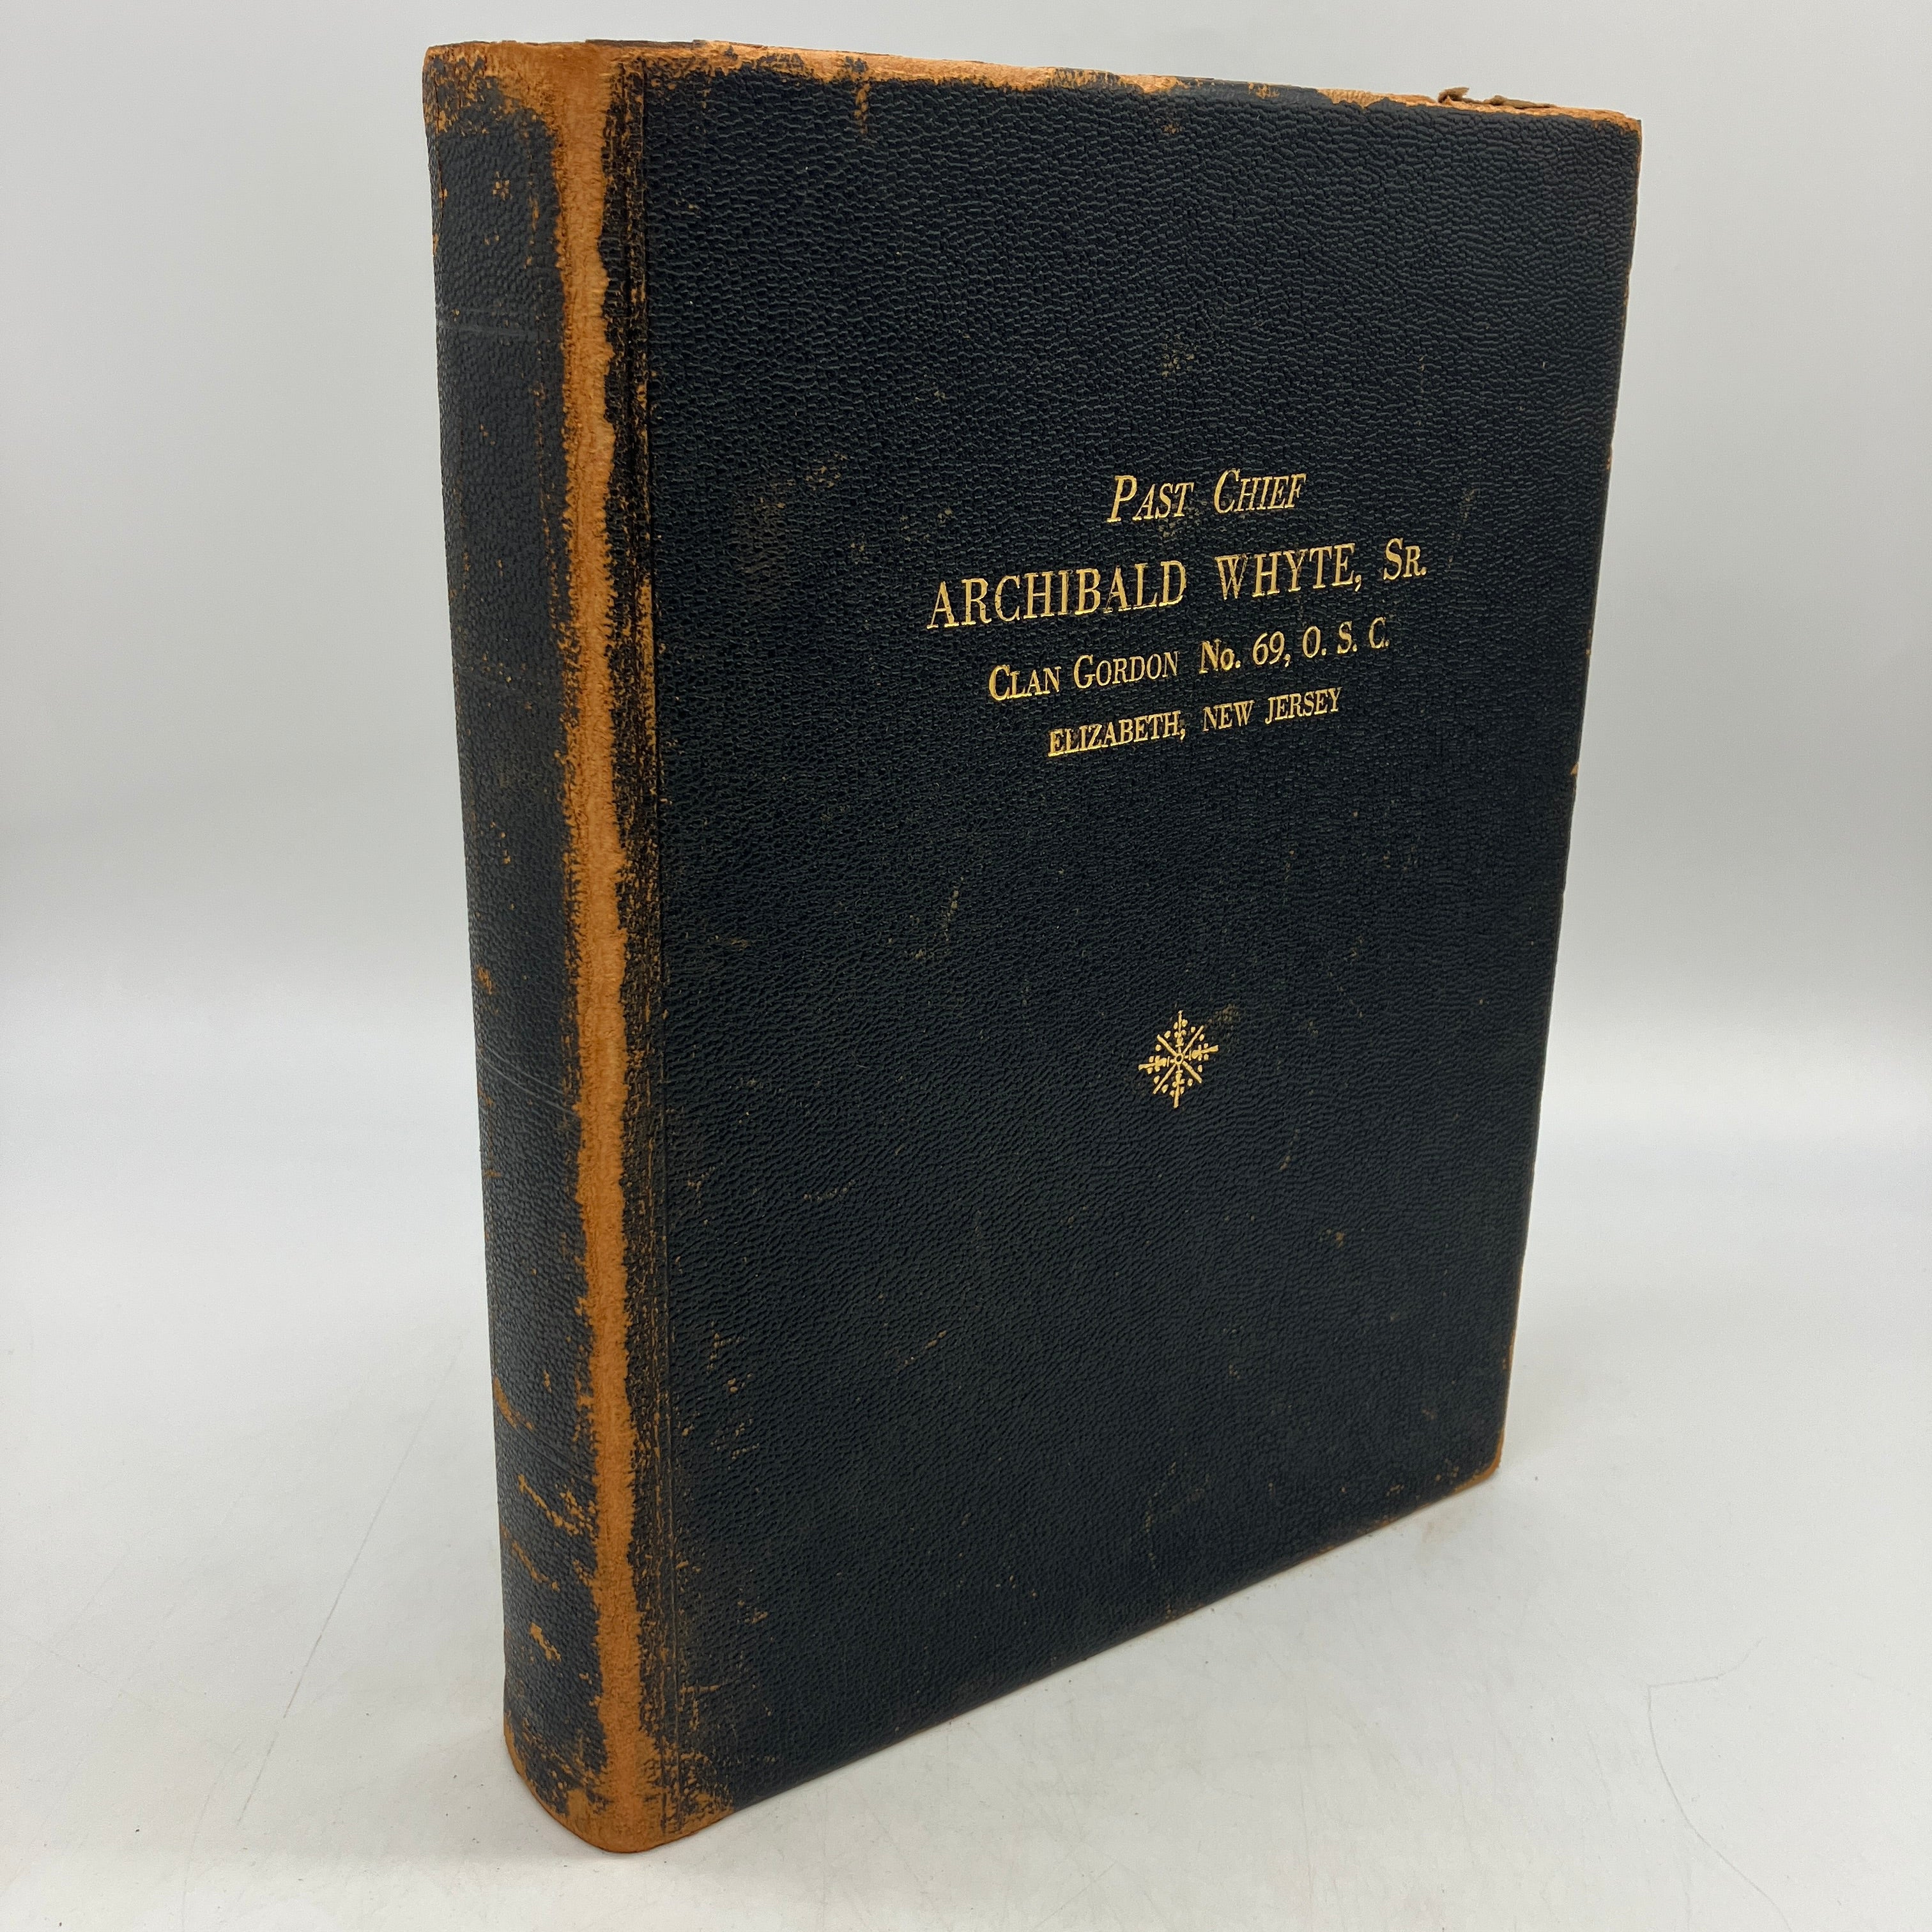 PAST CHIEF
ARCHIBALD WHYTE, SR.
CLAN GORDON No. 69, O. S. C.
ELIZABETH, NEW JERSEY